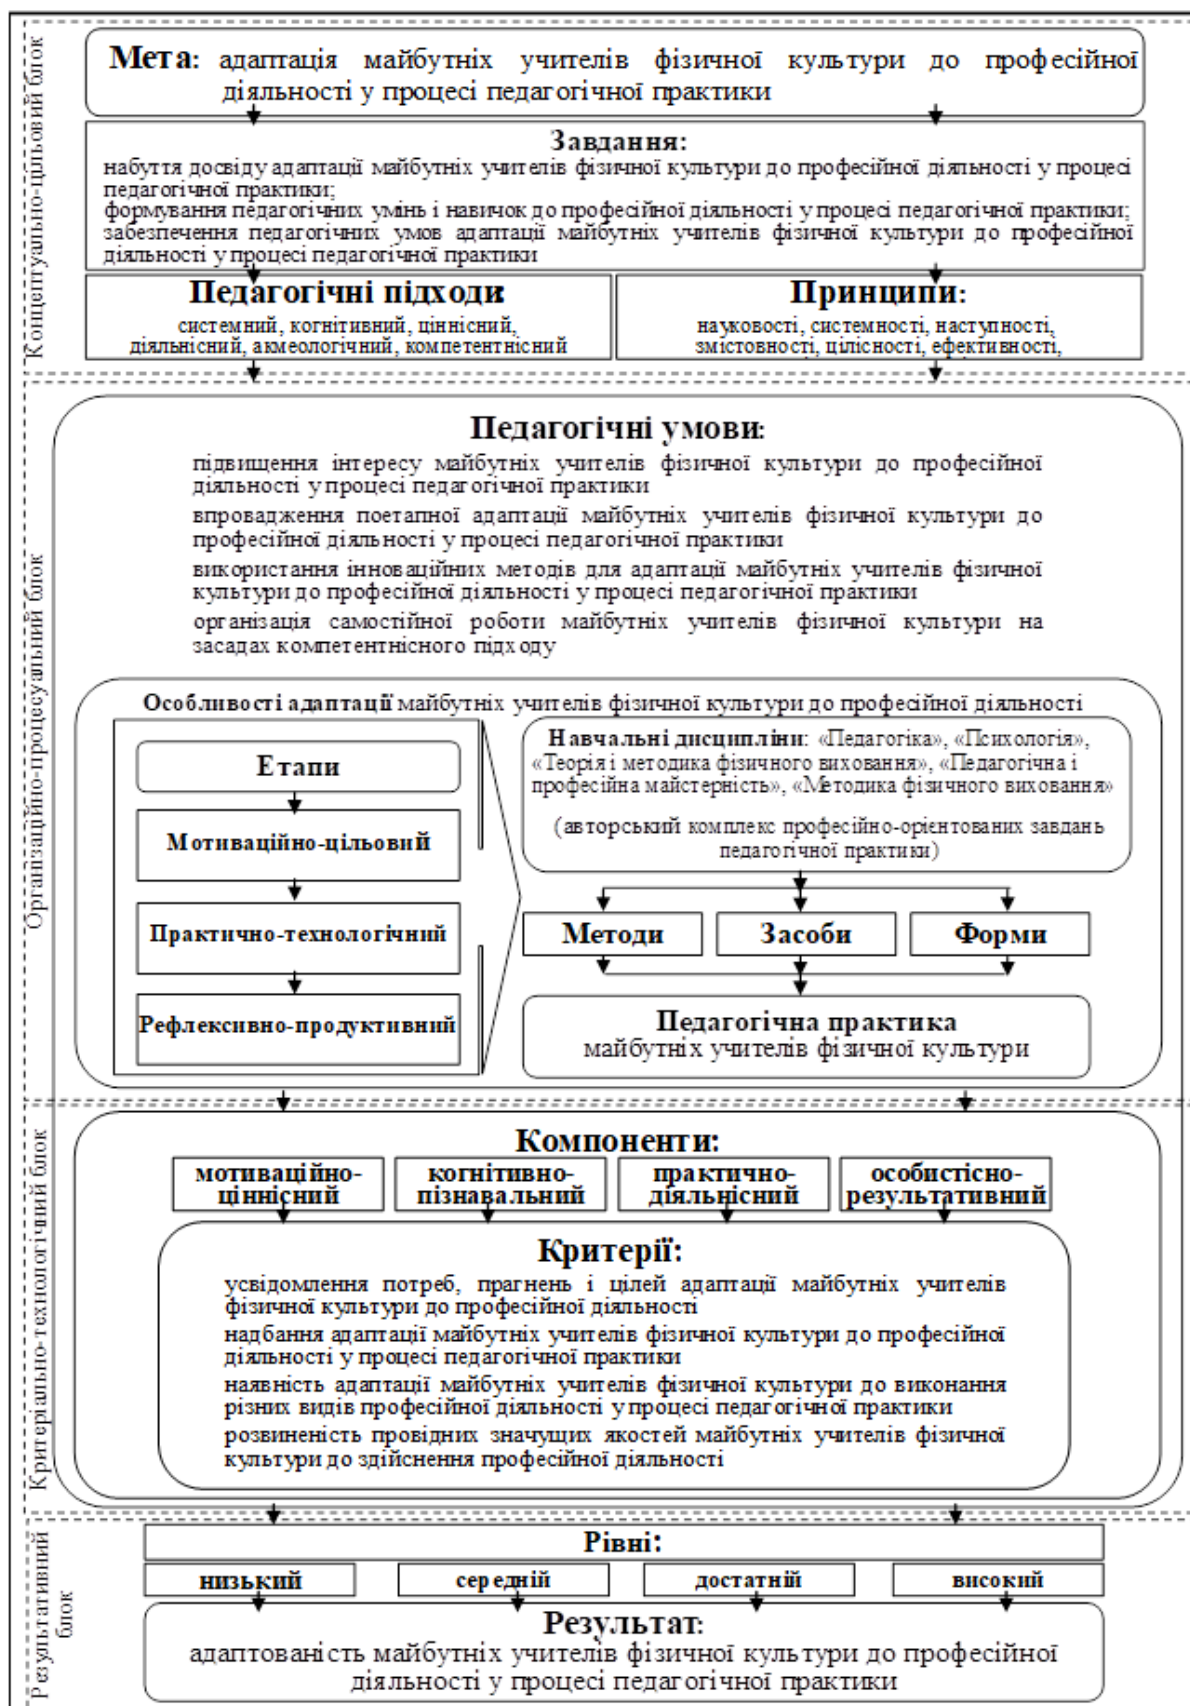 Концептуально-цільовий блок
Мета: адаптація майбутніх учителів фізичної культури до професійної
діяльності у процесі педагогічної практики
Завдання:
набуття досвіду адаптації майбутніх учителів фізичної культури до професійної діяльності у процесі
педагогічної практики;
формування педагогічних умінь і навичок до професійної діяльності у процесі педагогічної практики;
забезпечення педагогічних умов адаптації майбутніх учителів фізичної культури до професійної
діяльності у процесі педагогічної практики
Педагогічні підходи:
системний, когнітивний, ціннісний,
діяльнісний, акмеологічний, компетентнісний
Принципи:
науковості, системності, наступності,
змістовності, цілісності, ефективності,
Організаційно-процесуальний блок
Педагогічні умови:
підвищення інтересу майбутніх учителів фізичної культури до професійної
діяльності у процесі педагогічної практики
впровадження поетапної адаптації майбутніх учителів фізичної культури до
професійної діяльності у процесі педагогічної практики
використання інноваційних методів для адаптації майбутніх учителів фізичної
культури до професійної діяльності у процесі педагогічної практики
організація самостійної роботи майбутніх учителів фізичної культури на
засадах компетентнісного підходу
Особливості адаптації майбутніх учителів фізичної культури до професійної діяльності
Етапи
Мотиваційно-цільовий
Практично-технологічний
Рефлексивно-продуктивний
Навчальні дисципліни: «Педагогіка», «Психологія»,
«Теорія і методика фізичного виховання», «Педагогічна і
професійна майстерність», «Методика фізичного виховання»
(авторський комплекс професійно-орієнтованих завдань
педагогічної практики)
Методи
Засоби
Форми
Педагогічна практика
майбутніх учителів фізичної культури
Критеріально-технологічний блок
Компоненти:
мотиваційно-
ціннісний
когнітивно-
пізнавальний
практично-
діяльнісний
особистісно-
результативний
Критерії:
усвідомлення потреб, прагнень і цілей адаптації майбутніх учителів
фізичної культури до професійної діяльності
надбання адаптації майбутніх учителів фізичної культури до професійної
діяльності у процесі педагогічної практики
наявність адаптації майбутніх учителів фізичної культури до виконання
різних видів професійної діяльності у процесі педагогічної практики
розвиненість провідних значущих якостей майбутніх учителів фізичної
культури до здійснення професійної діяльності
Результативний
блок
Рівні:
низький
середній
достатній
високий
Результат:
адаптованість майбутніх учителів фізичної культури до професійної
діяльності у процесі педагогічної практики